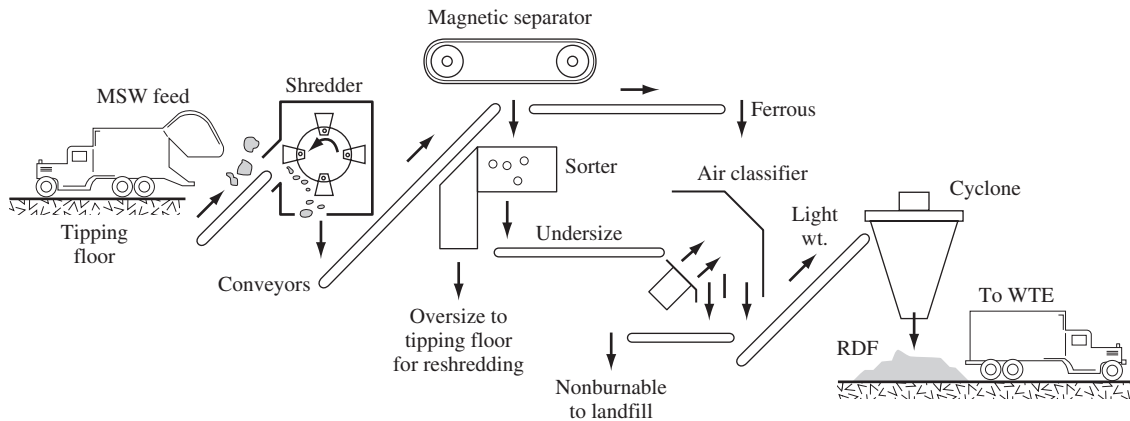 Magnetic separator
MSW feed
Shredder
Ferrous
Sorter
Air classifier
Cyclone
Light
wt.
Tipping
floor
Undersize
Conveyors
To WTE
Oversize to
tipping floor
for reshredding
RDF
Nonburnable
to landfill